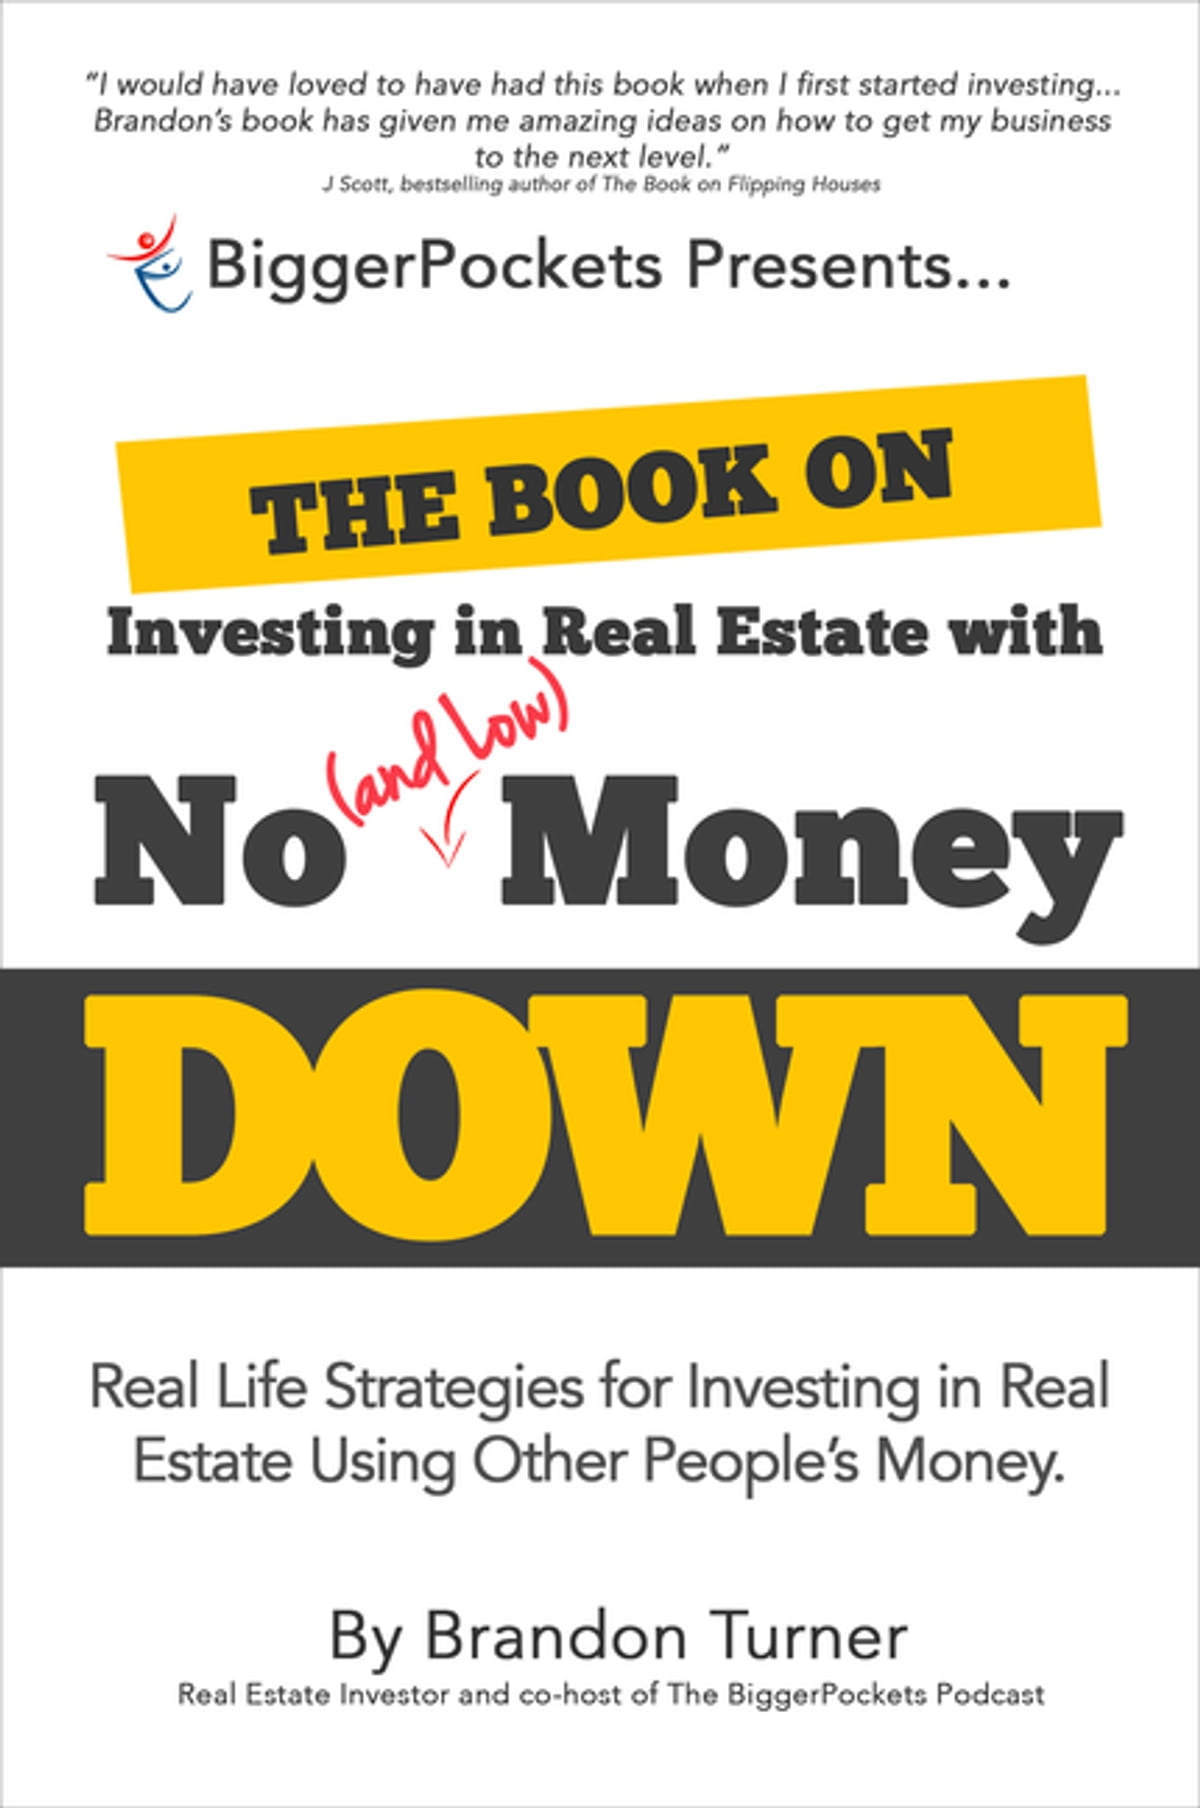 “I would have loved to have had this book when I first started investing...
Brandon’s book has given me amazing ideas on how to get my business
to the next level.”
J Scott, bestselling author of The Book on Flipping Houses
BiggerPockets Presents...
THE BOOK ON
Investing in Real Estate with
(and low)
No Money
DOWN
Real Life Strategies for Investing in Real
Estate Using Other People’s Money.
By Brandon Turner
Real Estate Investor and co-host of The BiggerPockets Podcast